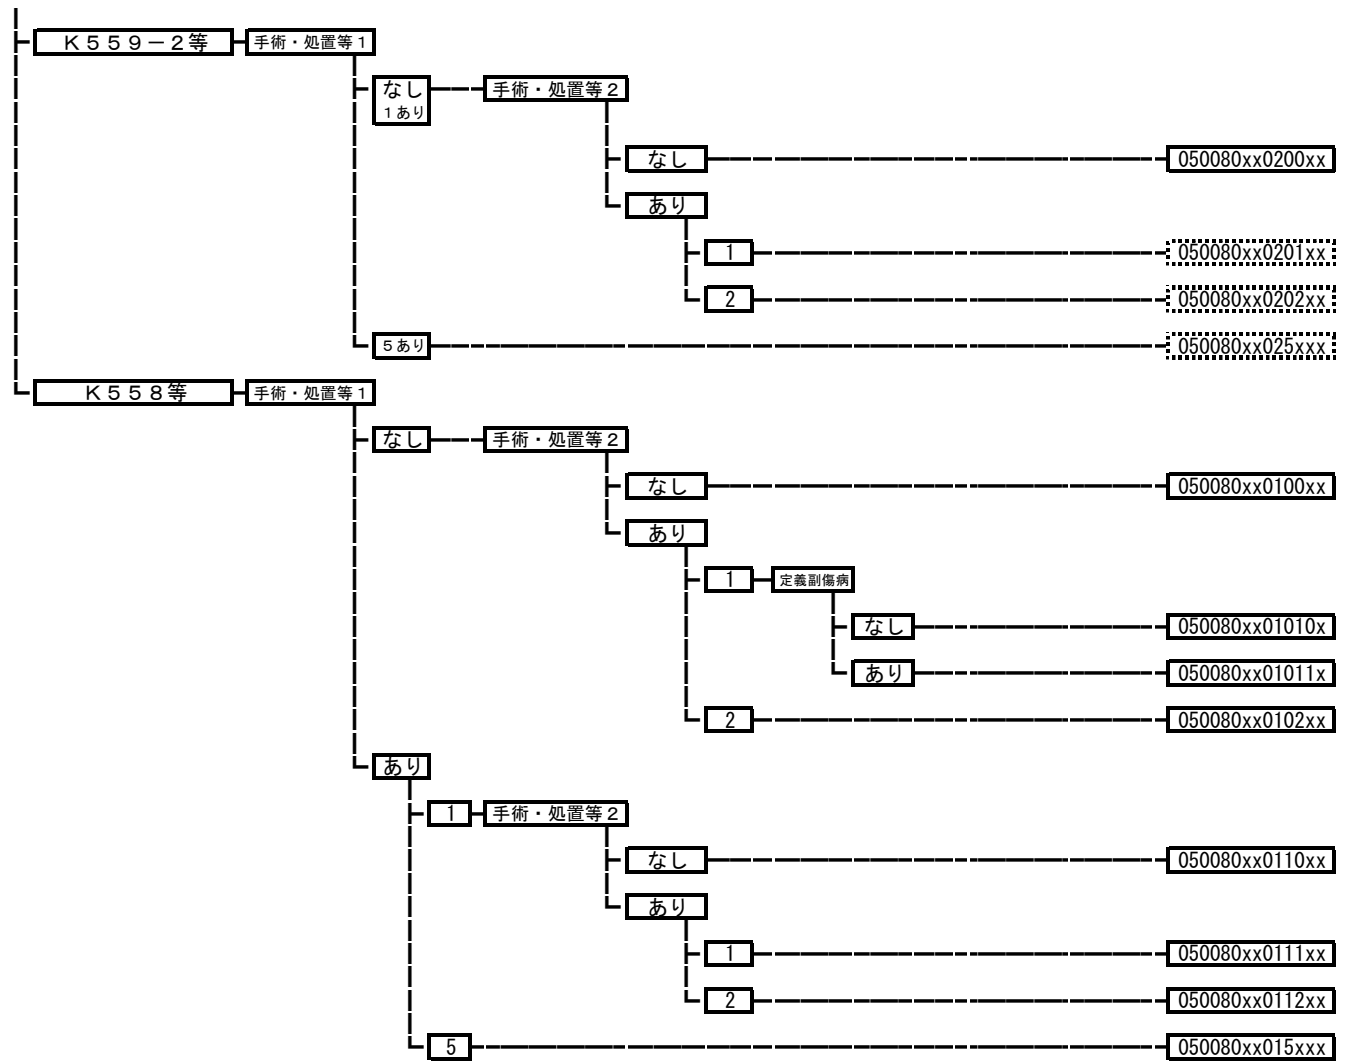 K559－2等 手術・処置等1
なし 手術・処置等2
1あり
なし 050080xx0200xx
あり
1 050080xx0201xx
2 050080xx0202xx
5あり 050080xx025xxx
K558等 手術・処置等1
なし 手術・処置等2
なし 050080xx0100xx
あり
1 定義副傷病
なし 050080xx01010x
あり 050080xx01011x
2 050080xx0102xx
あり
1 手術・処置等2
なし 050080xx0110xx
あり
1 050080xx0111xx
2 050080xx0112xx
5 050080xx015xxx